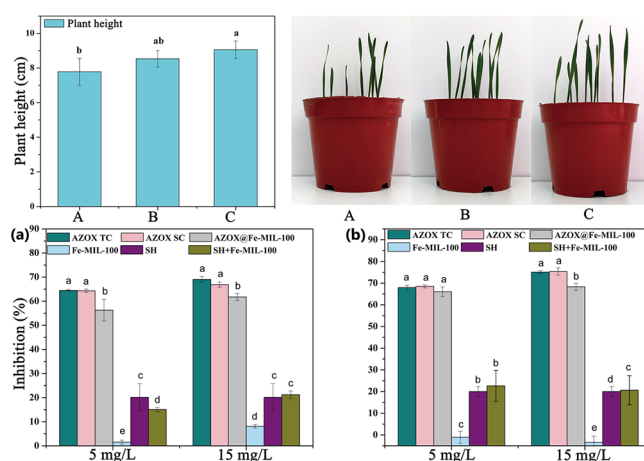 Plant height
Plant height (cm)
10
8
6
4
2
0
b
ab
a
A
B
C
A
B
C
(a)
AZOX TC
AZOX SC
AZOX@Fe-MIL-100
Fe-MIL-100
SH
SH+Fe-MIL-100
Inhibition (%)
90
80
70
60
50
40
30
20
10
0
a
a
b
e
c
d
a
a
b
d
c
c
5 mg/L
15 mg/L
(b)
AZOX TC
AZOX SC
AZOX@Fe-MIL-100
Fe-MIL-100
SH
SH+Fe-MIL-100
90
80
70
60
50
40
30
20
10
0
a
a
a
c
b
b
a
a
b
e
d
c
5 mg/L
15 mg/L